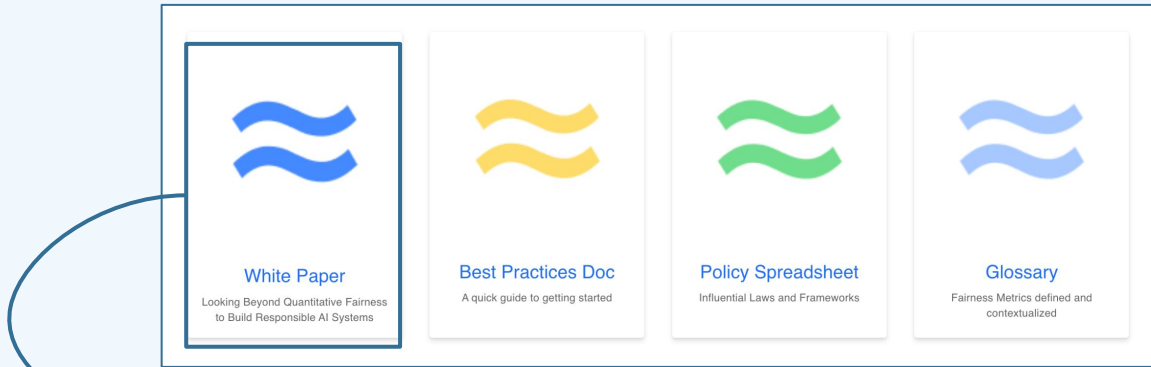 White Paper
Looking Beyond Quantitative Fairness
to Build Responsible AI Systems
Best Practices Doc
A quick guide to getting started
Policy Spreadsheet
Influential Laws and Frameworks
Glossary
Fairness Metrics defined and
contextualized